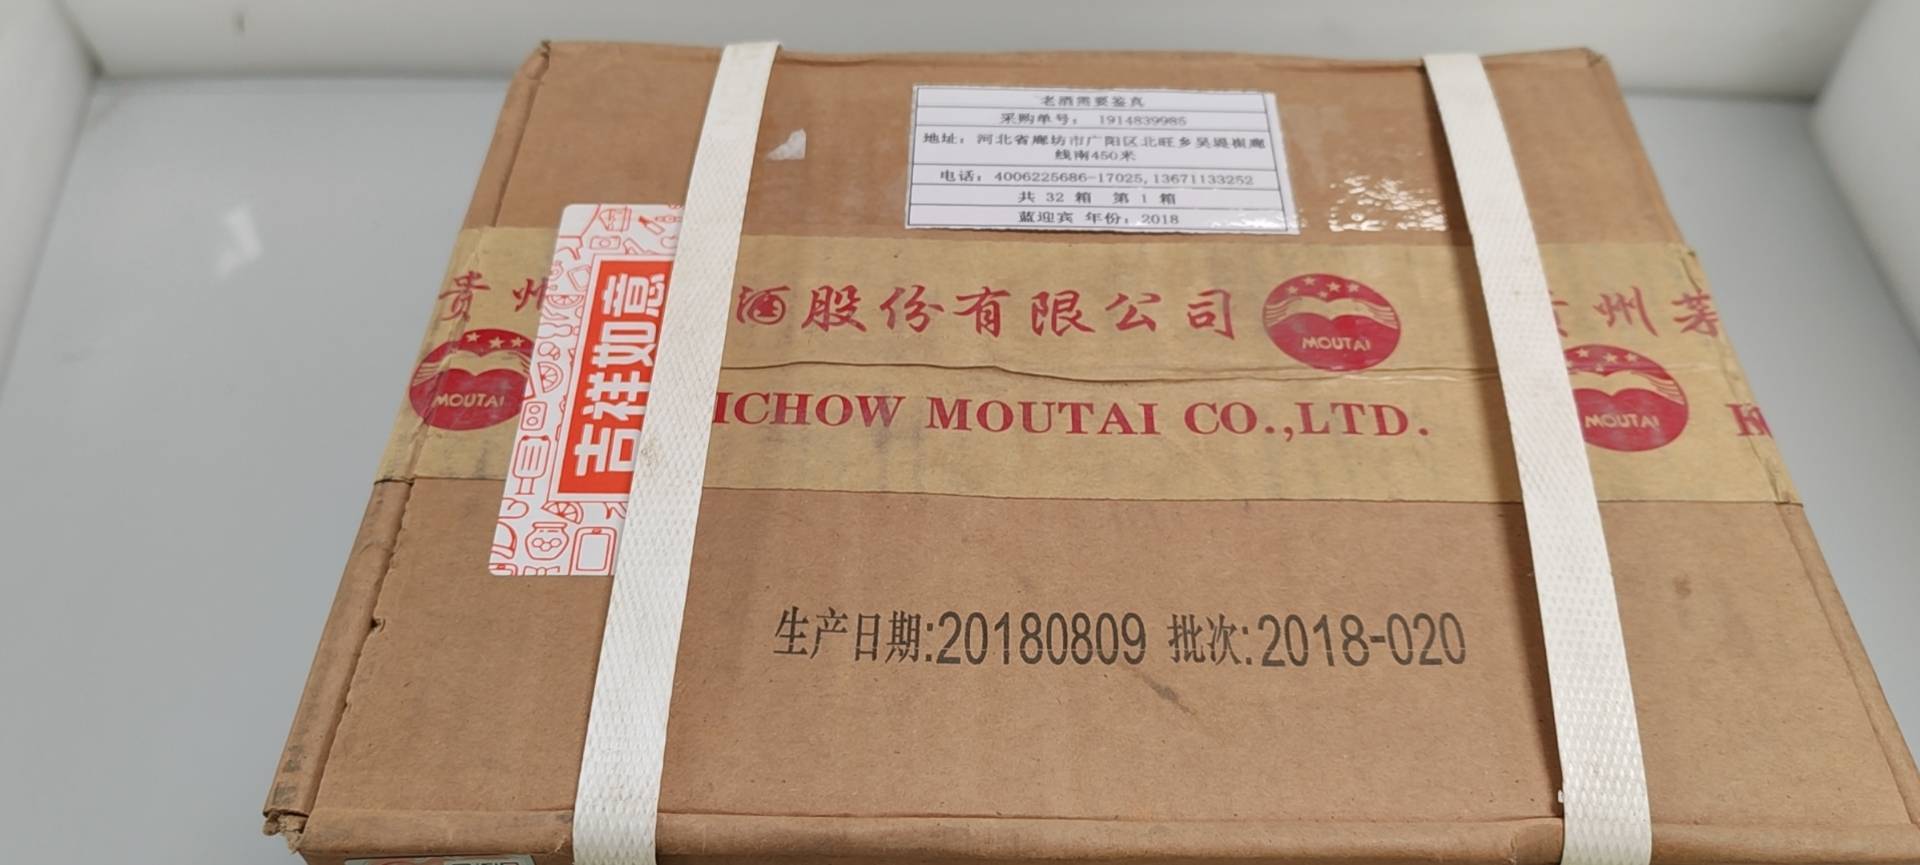 老酒需要鉴真
采购单号： 1914839985
地址：河北省廊坊市广阳区北旺乡吴堤崔廊
线南450米
电话：4006225686-17025,13671133252
共 32 箱 第 1 箱
蓝迎宾 年份：2018
吉祥如意
贵州
酒股份有限公司
MOUTAI
贵州茅
MOUTAI
ICHOW MOUTAI CO.,LTD.
MOUTAI
生产日期:20180809 批次:2018-020